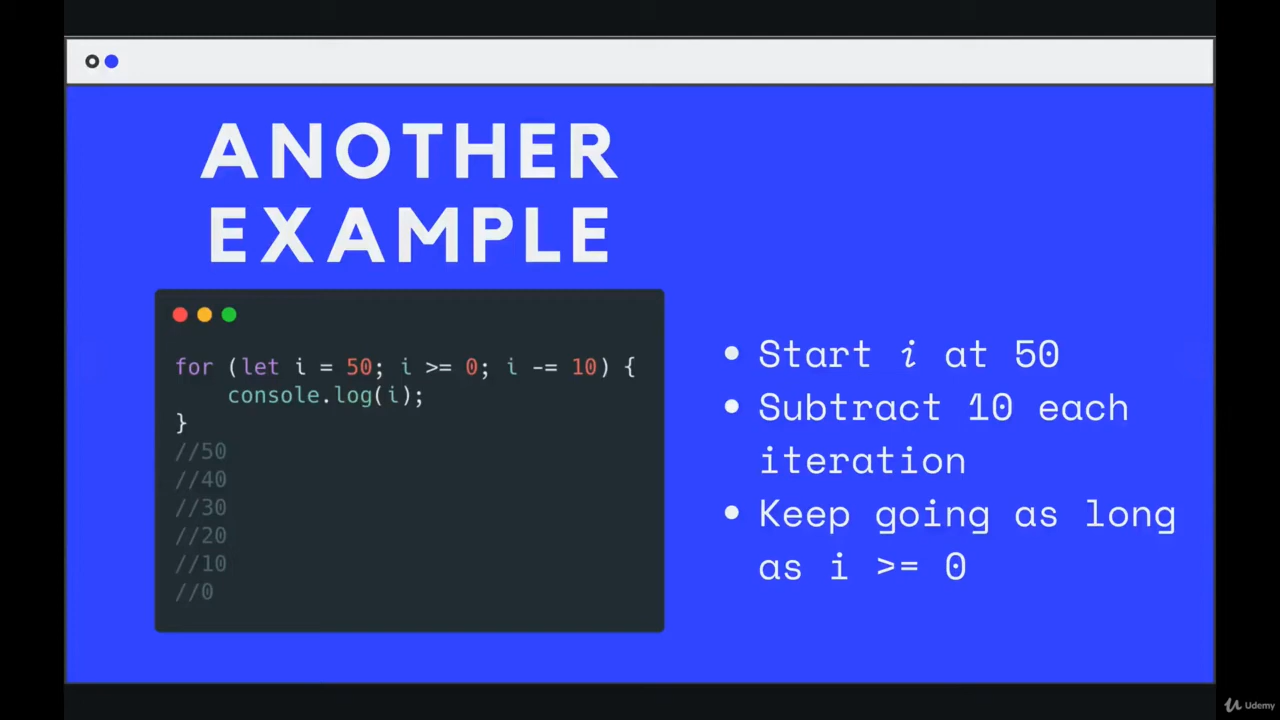 ANOTHER
EXAMPLE
for (let i = 50; i >= 0; i -= 10) {
    console.log(i);
}
//50
//40
//30
//20
//10
//0
• Start i at 50
• Subtract 10 each
iteration
• Keep going as long
as i >= 0
Udemy